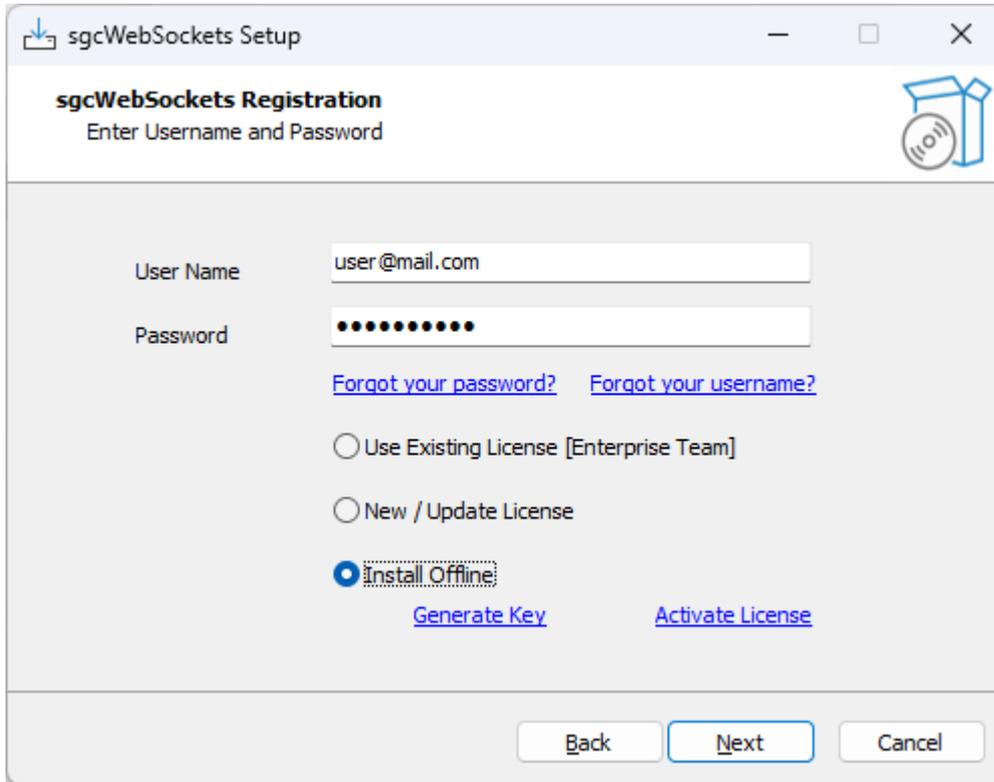 sgcWebSockets Setup
sgcWebSockets Registration
Enter Username and Password
User Name
user@mail.com
Password
••••••••••
Forgot your password? Forgot your username?
Use Existing License [Enterprise Team]
New / Update License
Install Offline
Generate Key Activate License
Back Next Cancel